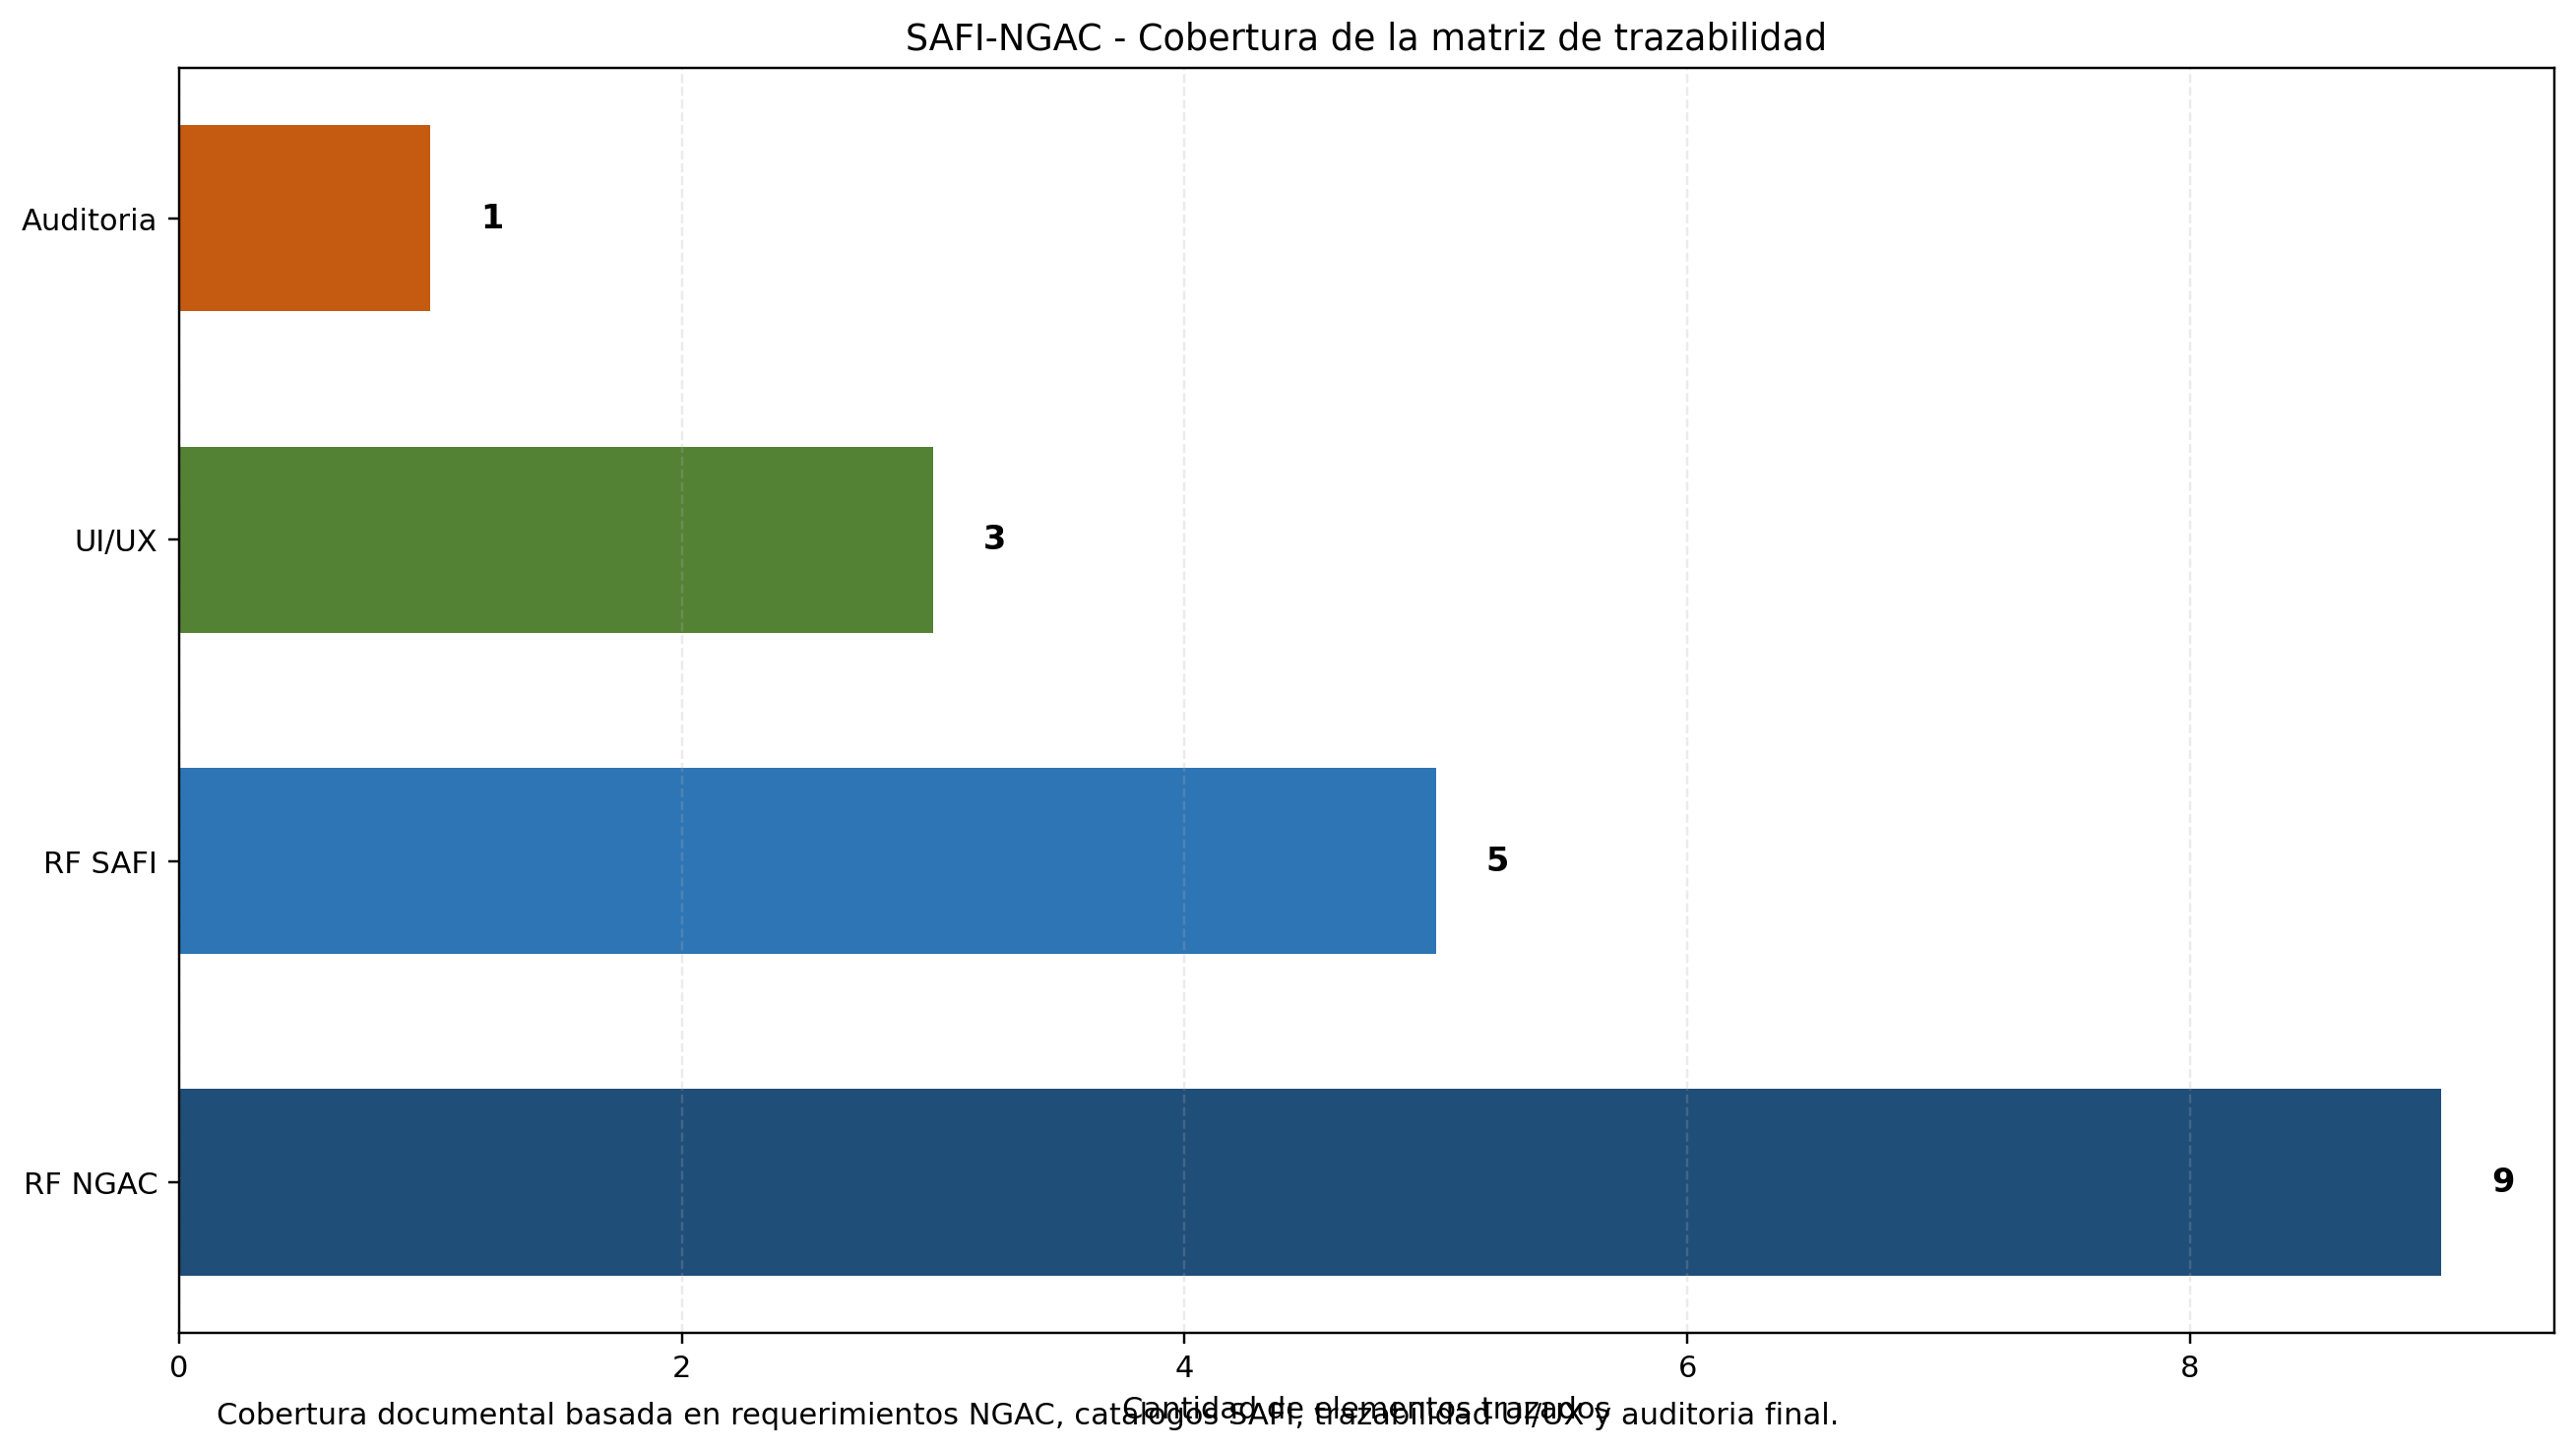 SAFI-NGAC - Cobertura de la matriz de trazabilidad
Auditoria
1
UI/UX
3
RF SAFI
5
RF NGAC
9
0 2 4 6 8
Cantidad de elementos trazados
Cobertura documental basada en requerimientos NGAC, catalogos SAFI, trazabilidad UI/UX y auditoria final.